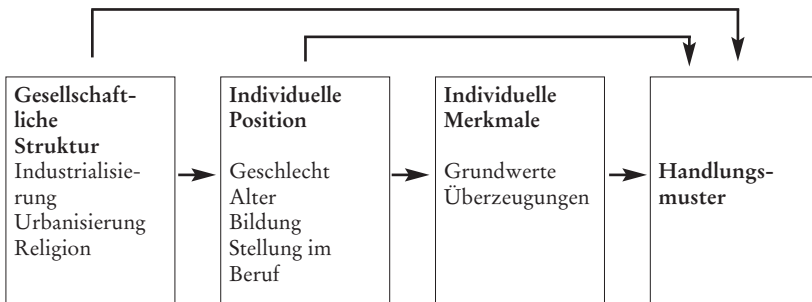 Gesellschaft-
liche
Struktur
Industrialisie-
rung
Urbanisierung
Religion
Individuelle
Position
Geschlecht
Alter
Bildung
Stellung im
Beruf
Individuelle
Merkmale
Grundwerte
Überzeugungen
Handlungs-
muster